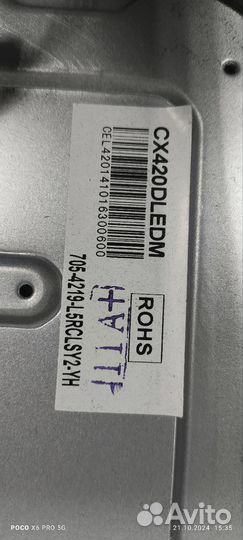 CX420DLEDM
CEL420141016300600
705-4219-L5RCLSY2-YH
ROHS
POCO X6 PRO 5G
21.10.2024
15:35
Avito